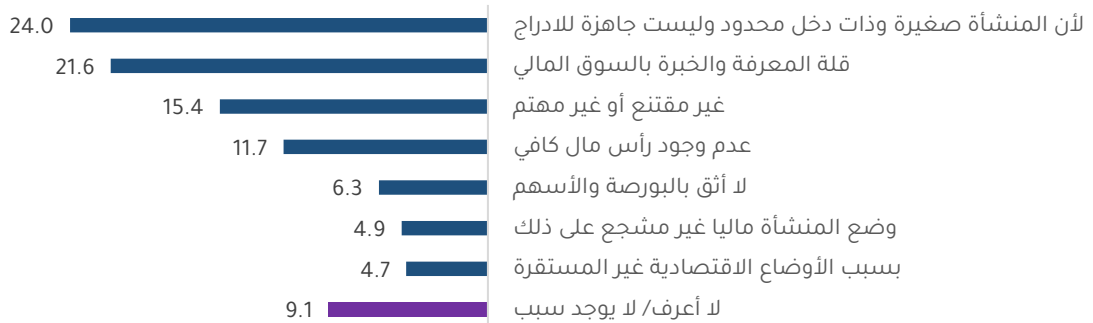 لأن المنشأة صغيرة وذات دخل محدود وليست جاهزة للادراج 24.0
قلة المعرفة والخبرة بالسوق المالي 21.6
غير مقتنع أو غير مهتم 15.4
عدم وجود رأس مال كافي 11.7
لا أثق بالبورصة والأسهم 6.3
وضع المنشأة ماليا غير مشجع على ذلك 4.9
بسبب الأوضاع الاقتصادية غير المستقرة 4.7
لا أعرف/ لا يوجد سبب 9.1